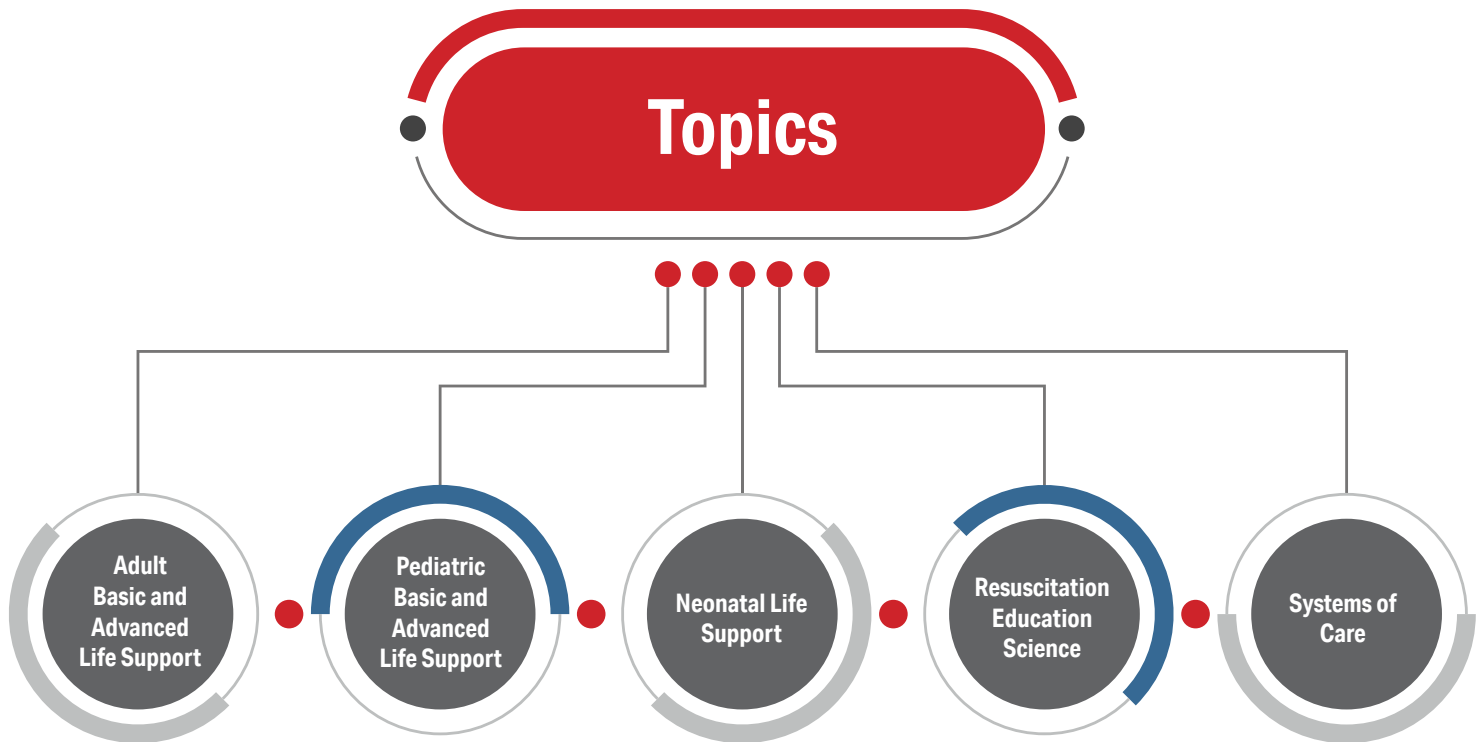 Topics
Adult
Basic and
Advanced
Life Support
Pediatric
Basic and
Advanced
Life Support
Neonatal Life
Support
Resuscitation
Education
Science
Systems of
Care